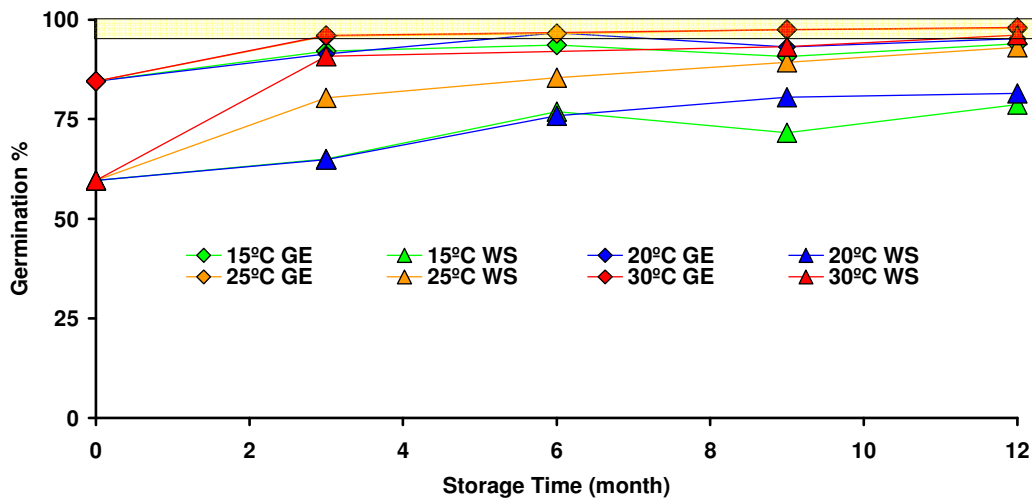 100
75
50
25
0
Germination %
15ºC GE 15ºC WS 20ºC GE 20ºC WS
25ºC GE 25ºC WS 30ºC GE 30ºC WS
0 2 4 6 8 10 12
Storage Time (month)